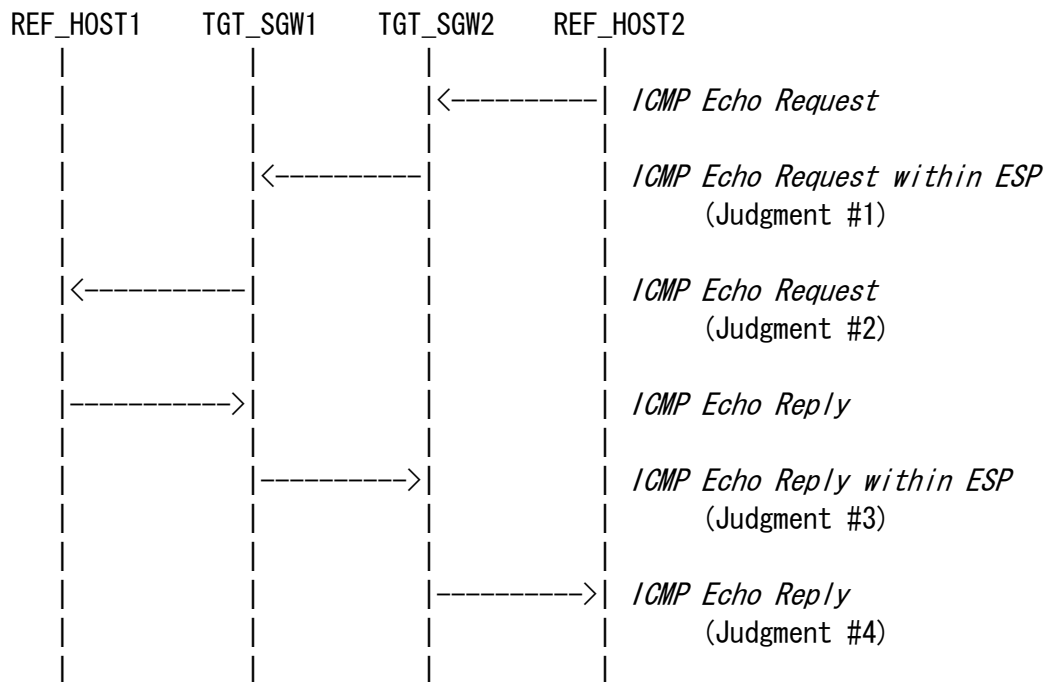 REF_HOST1 TGT_SGW1 TGT_SGW2 REF_HOST2
| | | |
| | |<-----------| ICMP Echo Request
| | | |
| |<-----------| | ICMP Echo Request within ESP
| | | | (Judgment #1)
| | | |
|<------------| | | ICMP Echo Request
| | | | (Judgment #2)
| | | |
|------------>| | | ICMP Echo Reply
| | | |
| |----------->| | ICMP Echo Reply within ESP
| | | | (Judgment #3)
| | | |
| | |----------->| ICMP Echo Reply
| | | | (Judgment #4)
| | | |